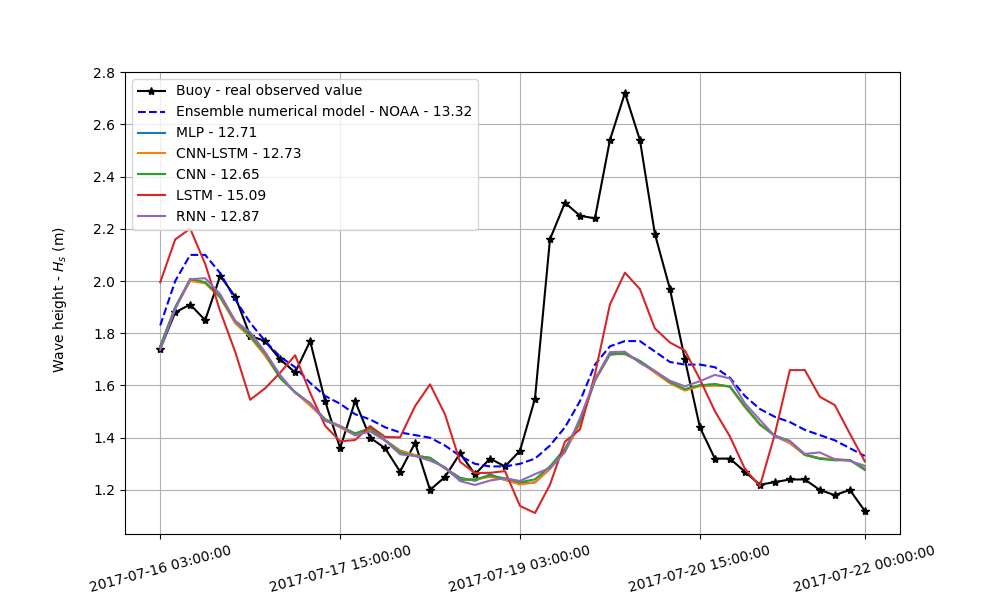 2.8
2.6
2.4
2.2
2.0
1.8
1.6
1.4
1.2
Wave height - Hs (m)
Buoy - real observed value
Ensemble numerical model - NOAA - 13.32
MLP - 12.71
CNN-LSTM - 12.73
CNN - 12.65
LSTM - 15.09
RNN - 12.87
2017-07-16 03:00:00
2017-07-17 15:00:00
2017-07-19 03:00:00
2017-07-20 15:00:00
2017-07-22 00:00:00